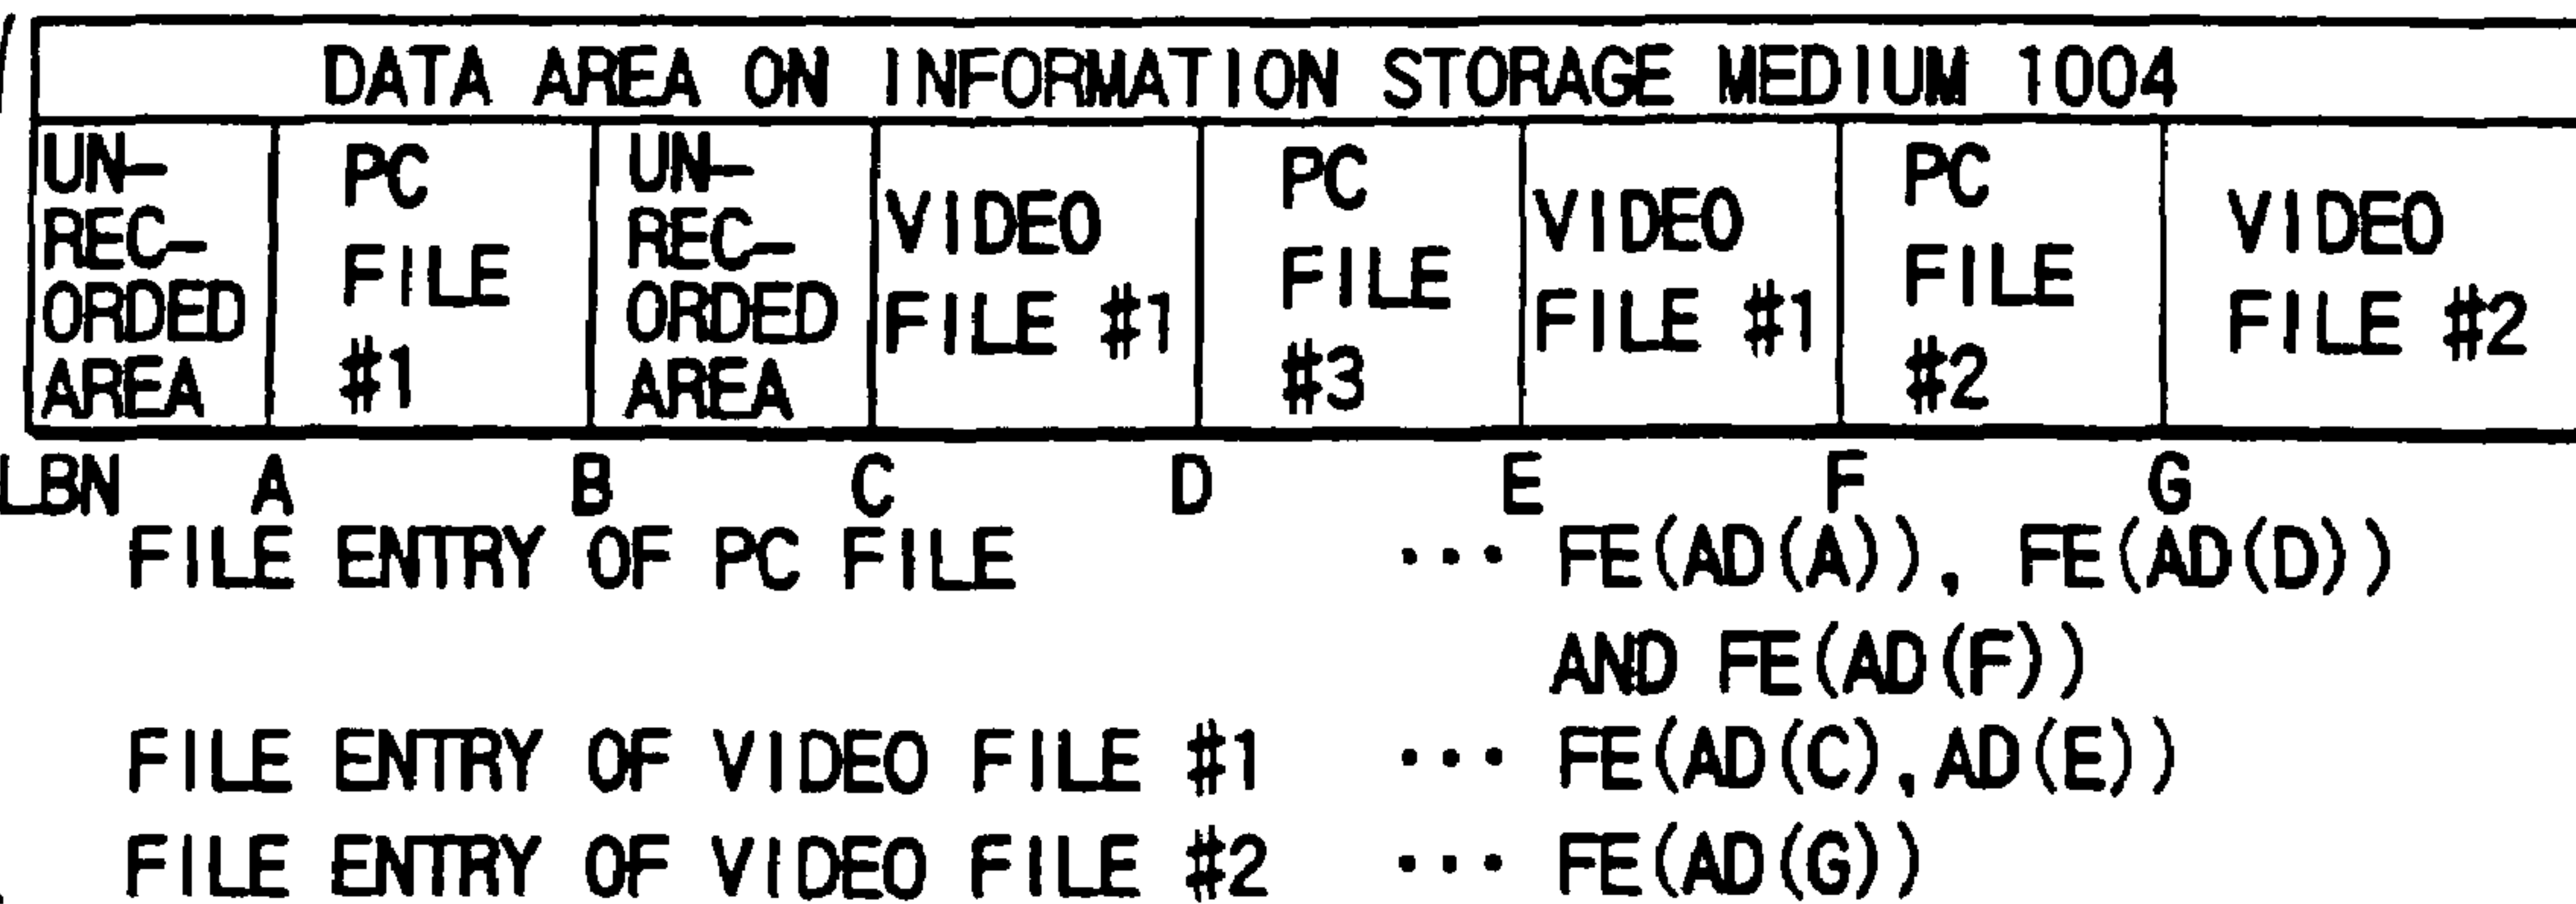 DATA AREA ON INFORMATION STORAGE MEDIUM 1004
UN-
REC-
ORDED
AREA
PC
FILE
#1
UN-
REC-
ORDED
AREA
VIDEO
FILE #1
PC
FILE
#3
VIDEO
FILE #1
PC
FILE
#2
VIDEO
FILE #2
LBN A B C D E F G
FILE ENTRY OF PC FILE ··· FE(AD(A)), FE(AD(D))
AND FE(AD(F))
FILE ENTRY OF VIDEO FILE #1 ··· FE(AD(C),AD(E))
FILE ENTRY OF VIDEO FILE #2 ··· FE(AD(G))